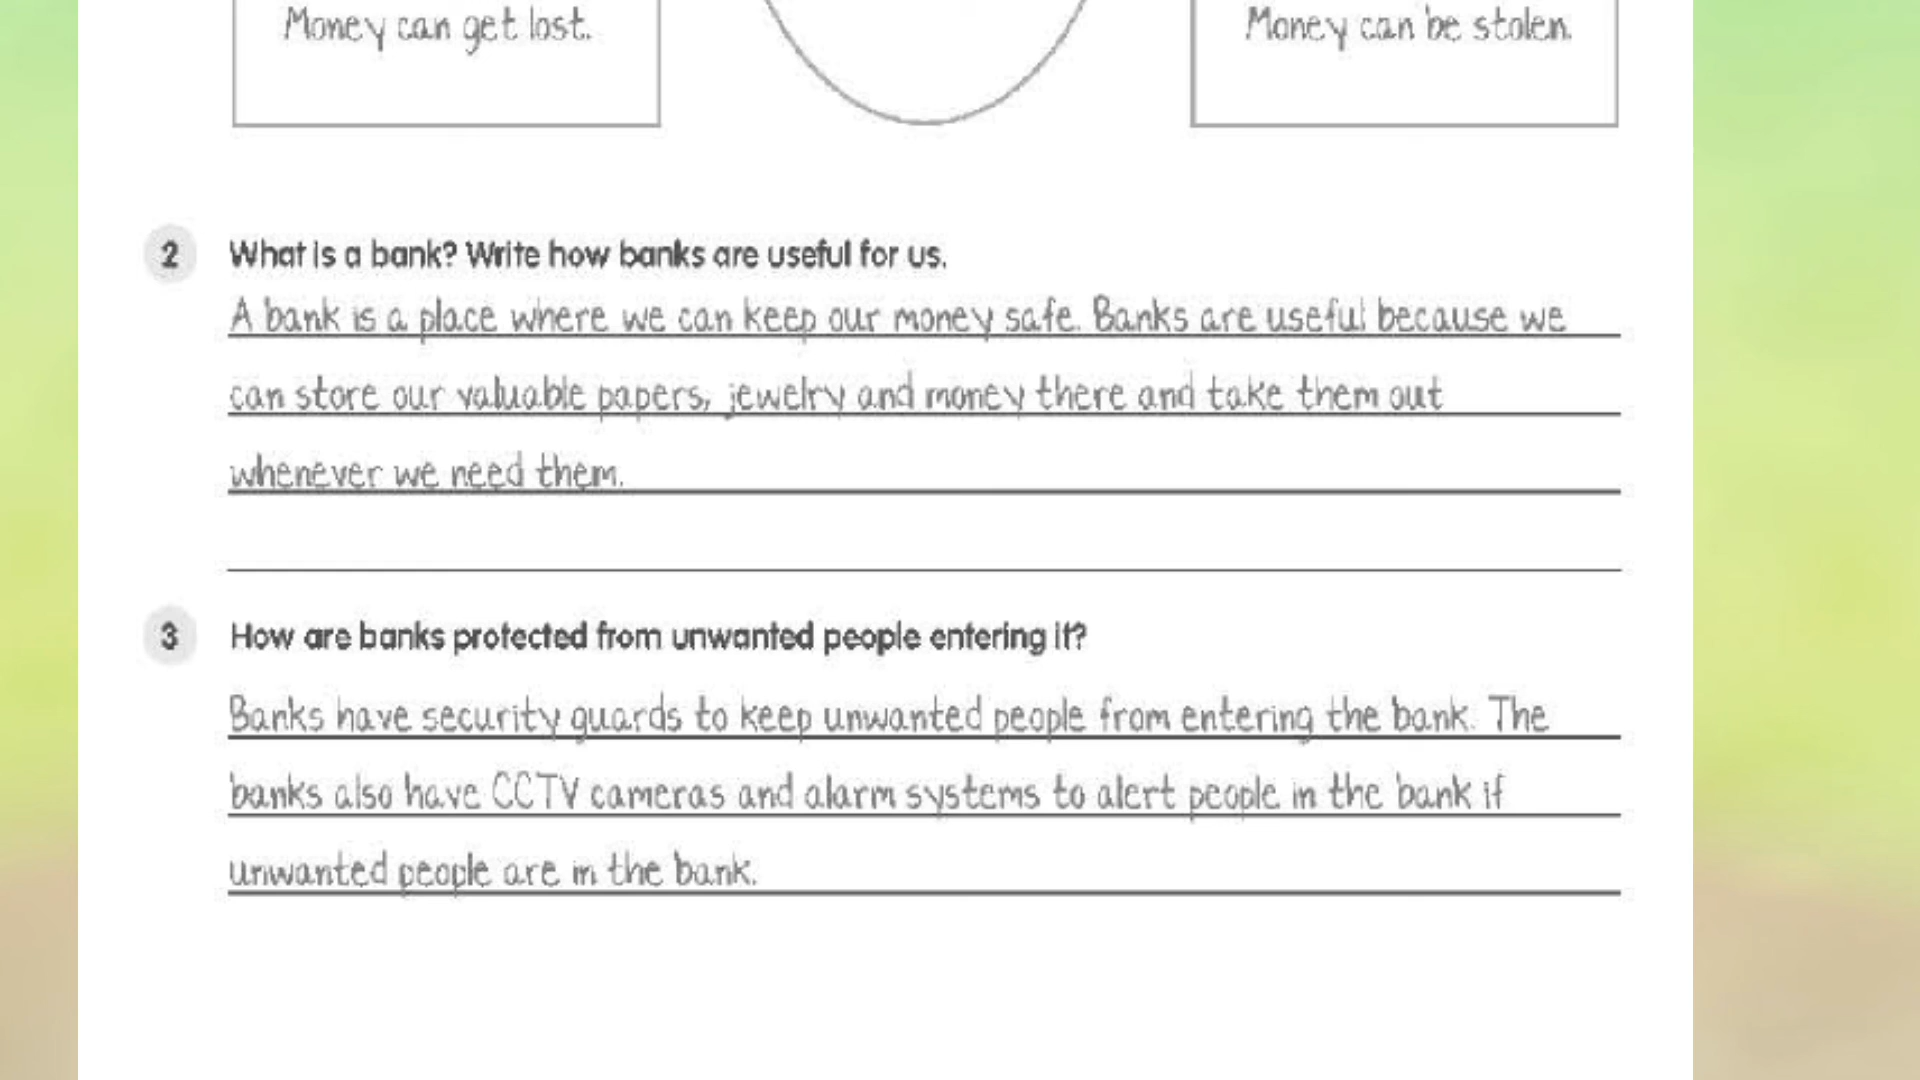 Money can get lost.
Money can be stolen.
2 What is a bank? Write how banks are useful for us.
A bank is a place where we can keep our money safe. Banks are useful because we
can store our valuable papers, jewelry and money there and take them out
whenever we need them.
3 How are banks protected from unwanted people entering it?
Banks have security guards to keep unwanted people from entering the bank. The
banks also have CCTV cameras and alarm systems to alert people in the bank if
unwanted people are in the bank.